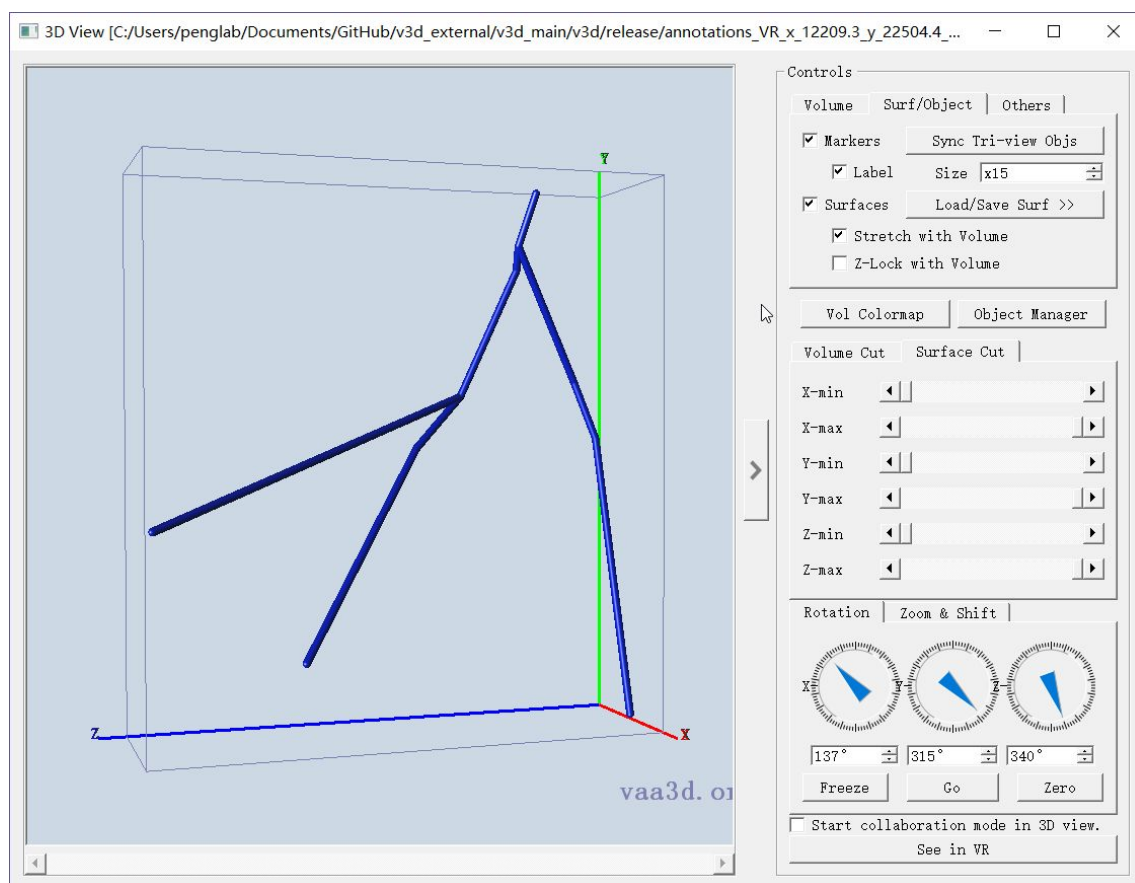 3D View [C:/Users/penglab/Documents/GitHub/v3d_external/v3d_main/v3d/release/annotations_VR_x_12209.3_y_22504.4_...
Controls
Volume Surf/Object Others
Markers Sync Tri-view Objs
Label Size x15
Surfaces Load/Save Surf >>
Stretch with Volume
Z-Lock with Volume
Vol Colormap Object Manager
Volume Cut Surface Cut
X-min
X-max
Y-min
Y-max
Z-min
Z-max
Rotation Zoom & Shift
X Y Z
137° 315° 340°
Freeze Go Zero
Start collaboration mode in 3D view.
See in VR
Y
Z
X
vaa3d.or